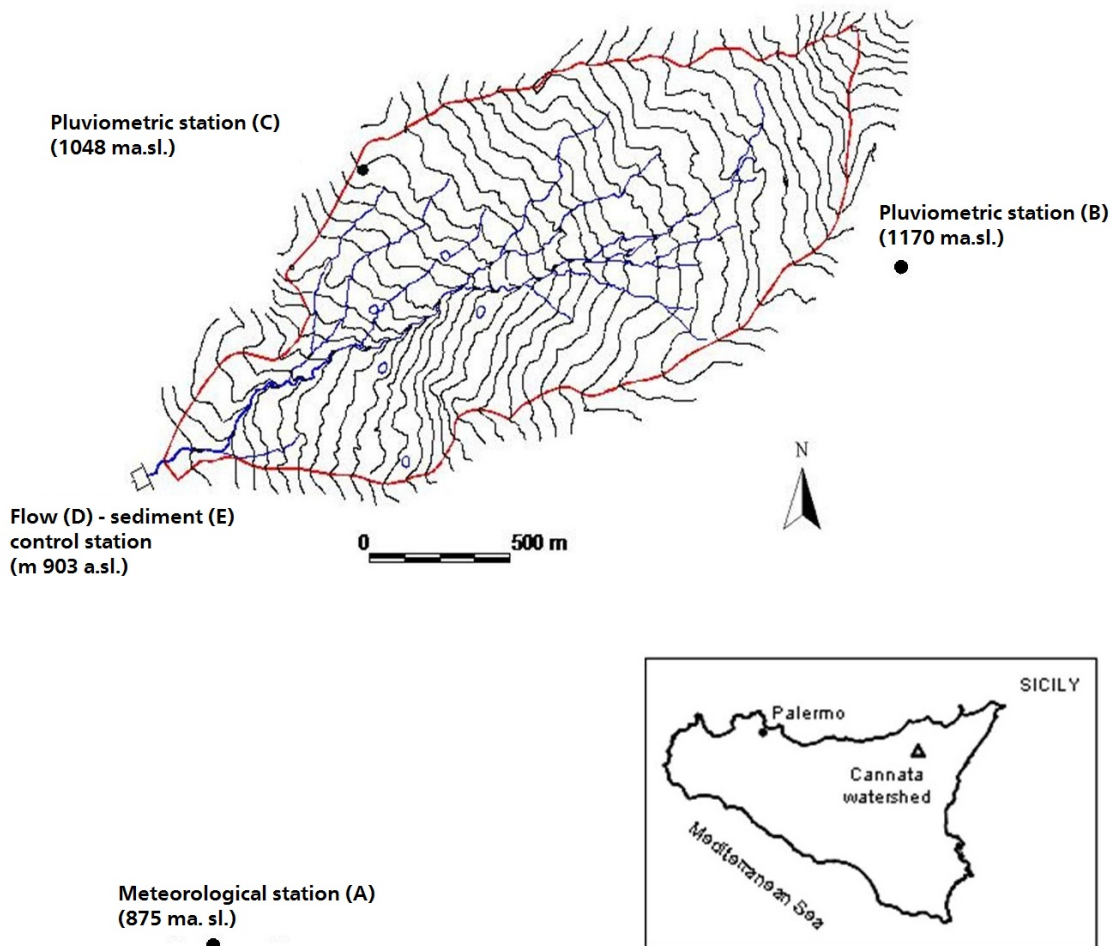 Pluviometric station (C)
(1048 ma.sl.)
Pluviometric station (B)
(1170 ma.sl.)
N
Flow (D) - sediment (E)
control station
(m 903 a.sl.)
0 500 m
SICILY
Palermo
Cannata
watershed
Mediterranean Sea
Meteorological station (A)
(875 ma. sl.)